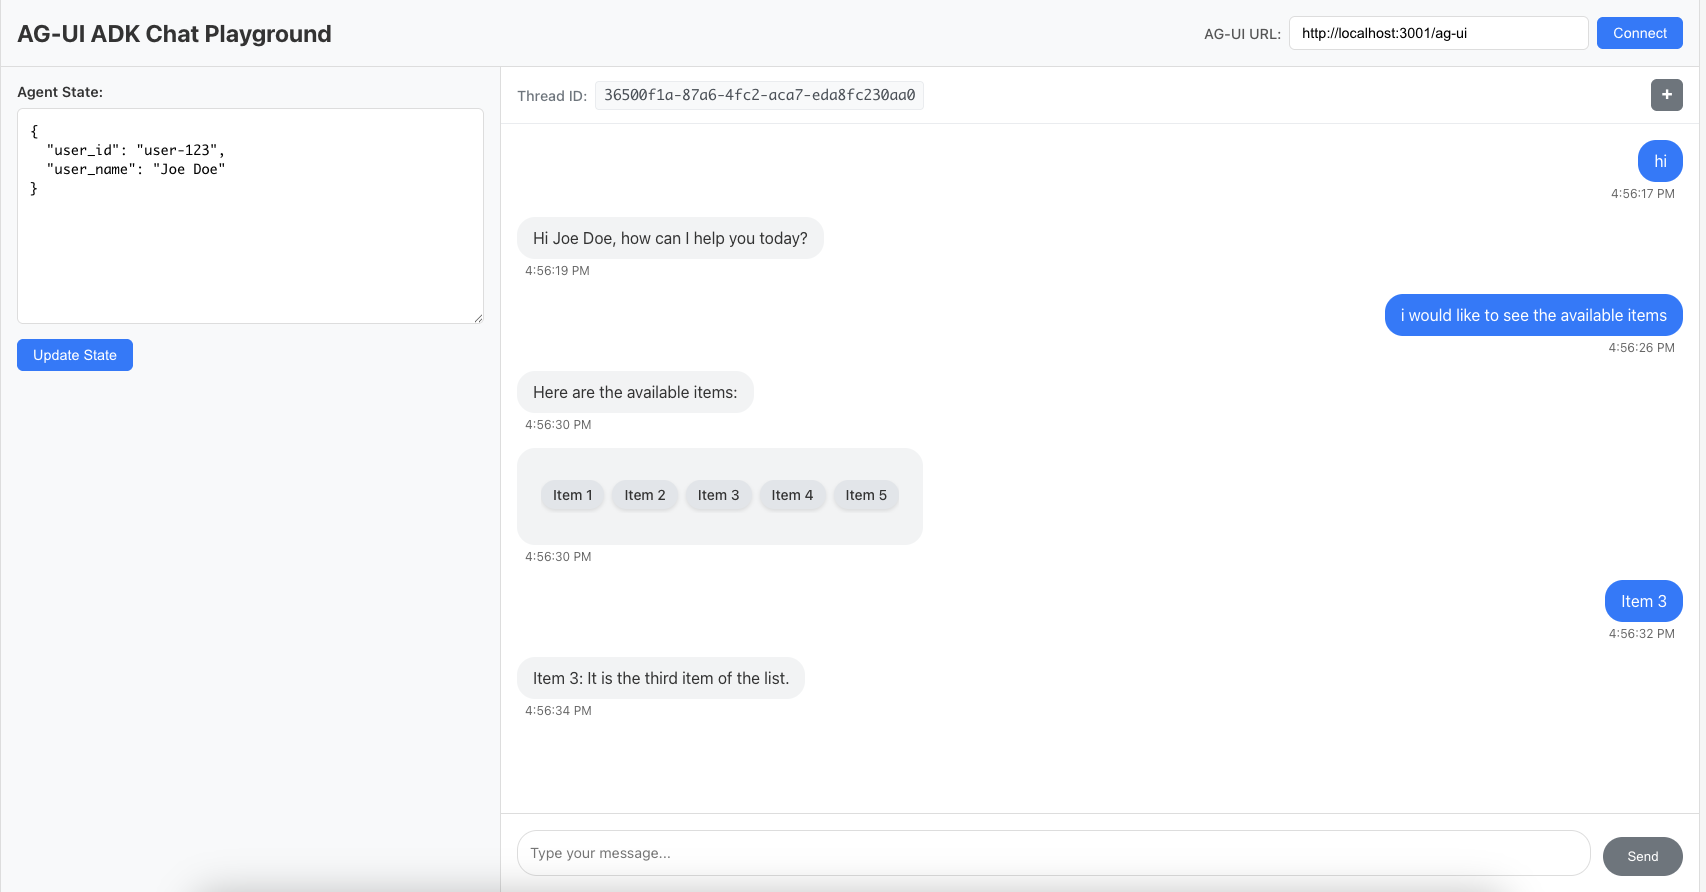 AG-UI ADK Chat Playground
AG-UI URL: http://localhost:3001/ag-ui Connect
Agent State:
{
  "user_id": "user-123",
  "user_name": "Joe Doe"
}
Update State
Thread ID: 36500f1a-87a6-4fc2-aca7-eda8fc230aa0 +
hi
4:56:17 PM
Hi Joe Doe, how can I help you today?
4:56:19 PM
i would like to see the available items
4:56:26 PM
Here are the available items:
4:56:30 PM
Item 1 Item 2 Item 3 Item 4 Item 5
4:56:30 PM
Item 3
4:56:32 PM
Item 3: It is the third item of the list.
4:56:34 PM
Type your message... Send